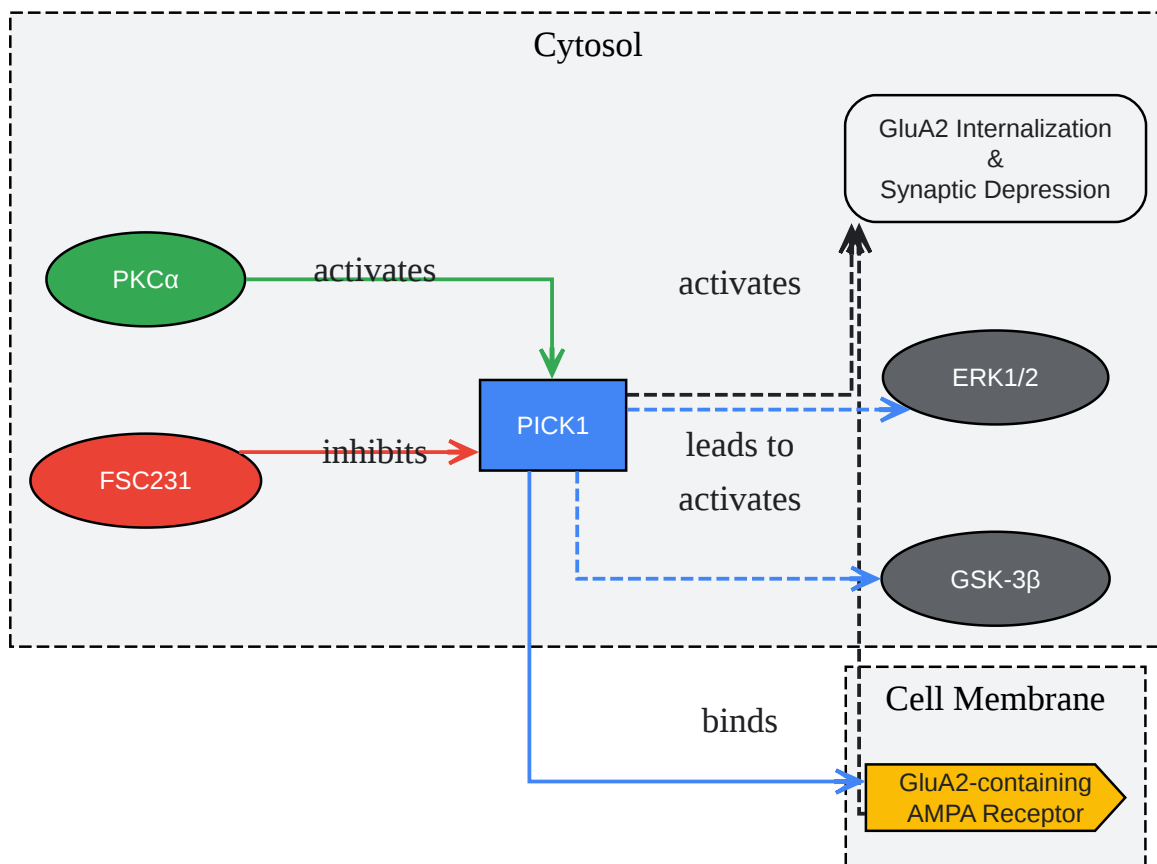 Cytosol
GluA2 Internalization
&
Synaptic Depression
PKCα
activates
activates
ERK1/2
PICK1
FSC231
inhibits
leads to
activates
GSK-3β
Cell Membrane
binds
GluA2-containing
AMPA Receptor